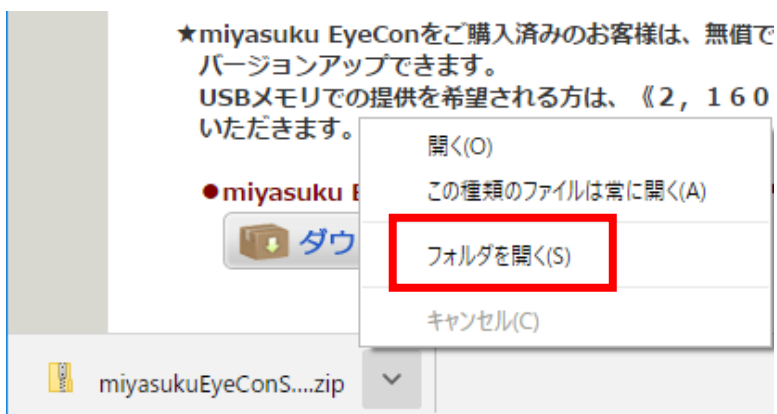 ★miyasuku EyeConをご購入済みのお客様は、無償で
バージョンアップできます。
USBメモリでの提供を希望される方は、《2，１６０
いただきます。
開く(O)
この種類のファイルは常に開く(A)
●miyasuku
ダウ
フォルダを開く(S)
キャンセル(C)
miyasukuEyeConS....zip